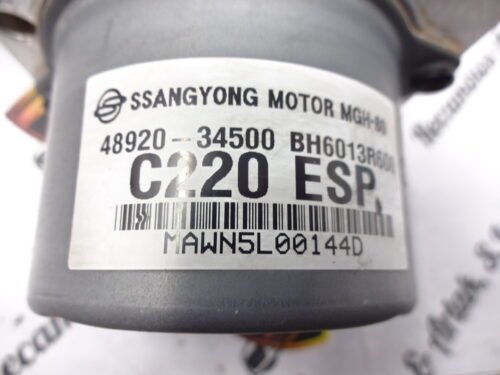 SSANGYONG MOTOR MGH-80
48920-34500 BH6013R600
C220 ESP
MAWN5L00144D